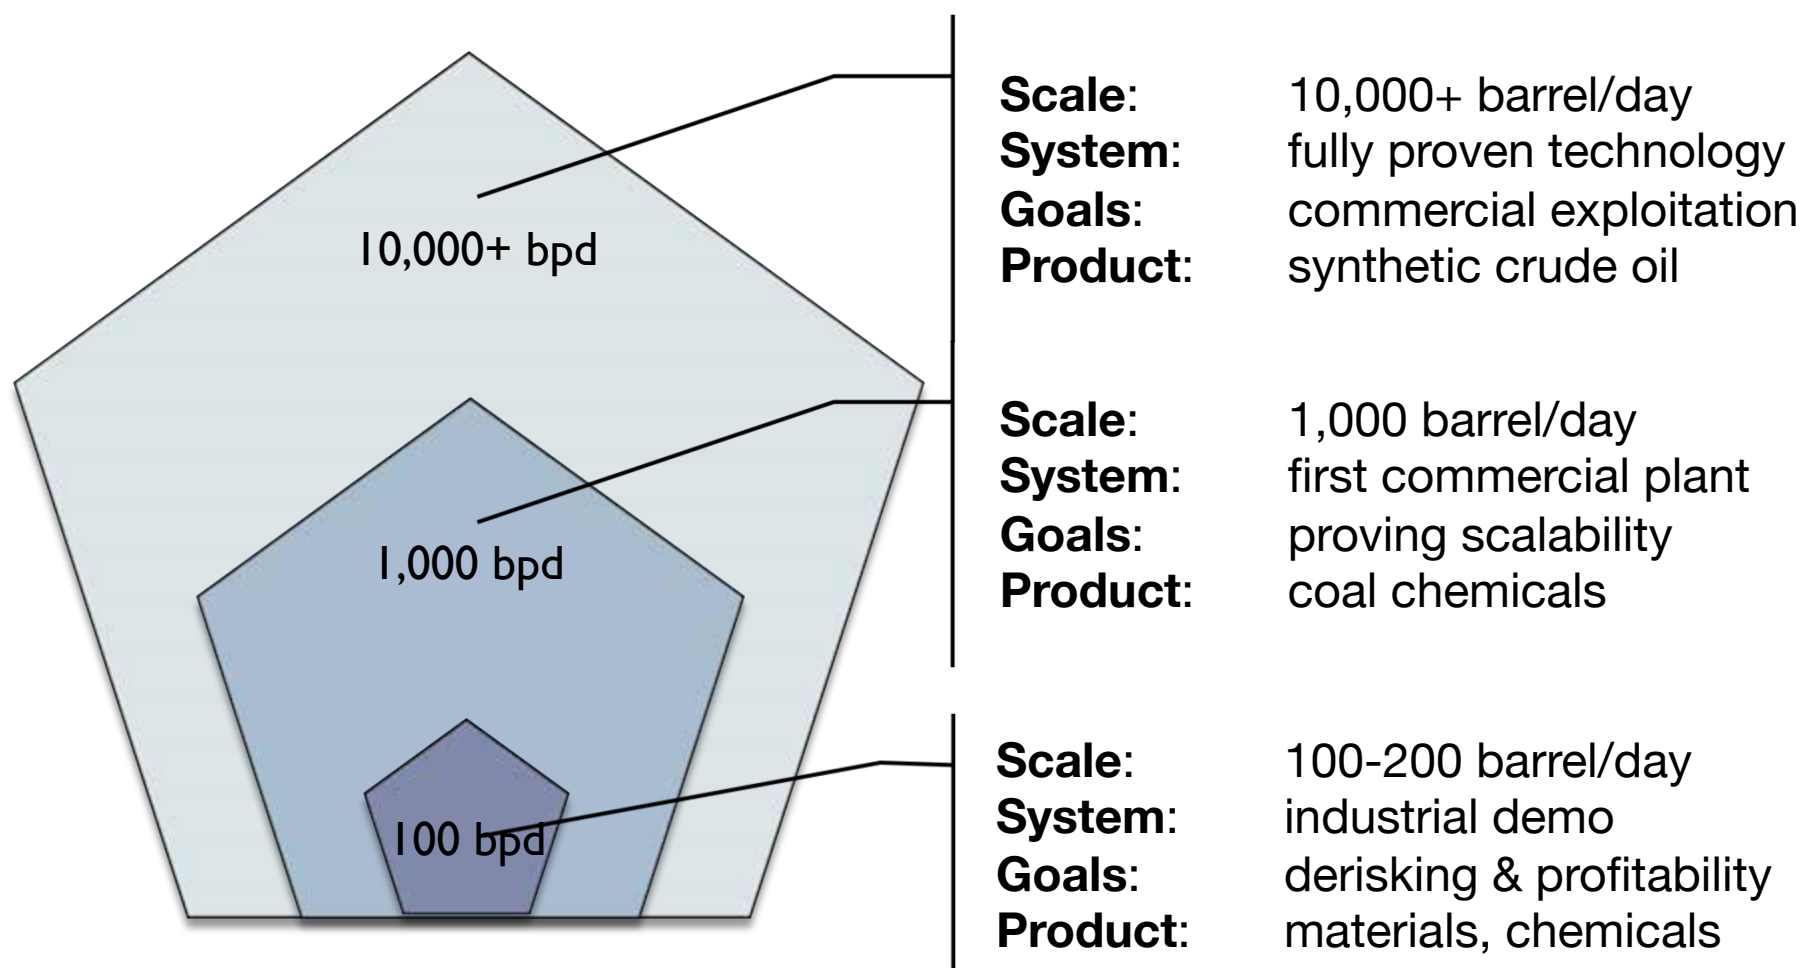 10,000+ bpd
1,000 bpd
100 bpd
Scale: 10,000+ barrel/day
System: fully proven technology
Goals: commercial exploitation
Product: synthetic crude oil
Scale: 1,000 barrel/day
System: first commercial plant
Goals: proving scalability
Product: coal chemicals
Scale: 100-200 barrel/day
System: industrial demo
Goals: derisking & profitability
Product: materials, chemicals